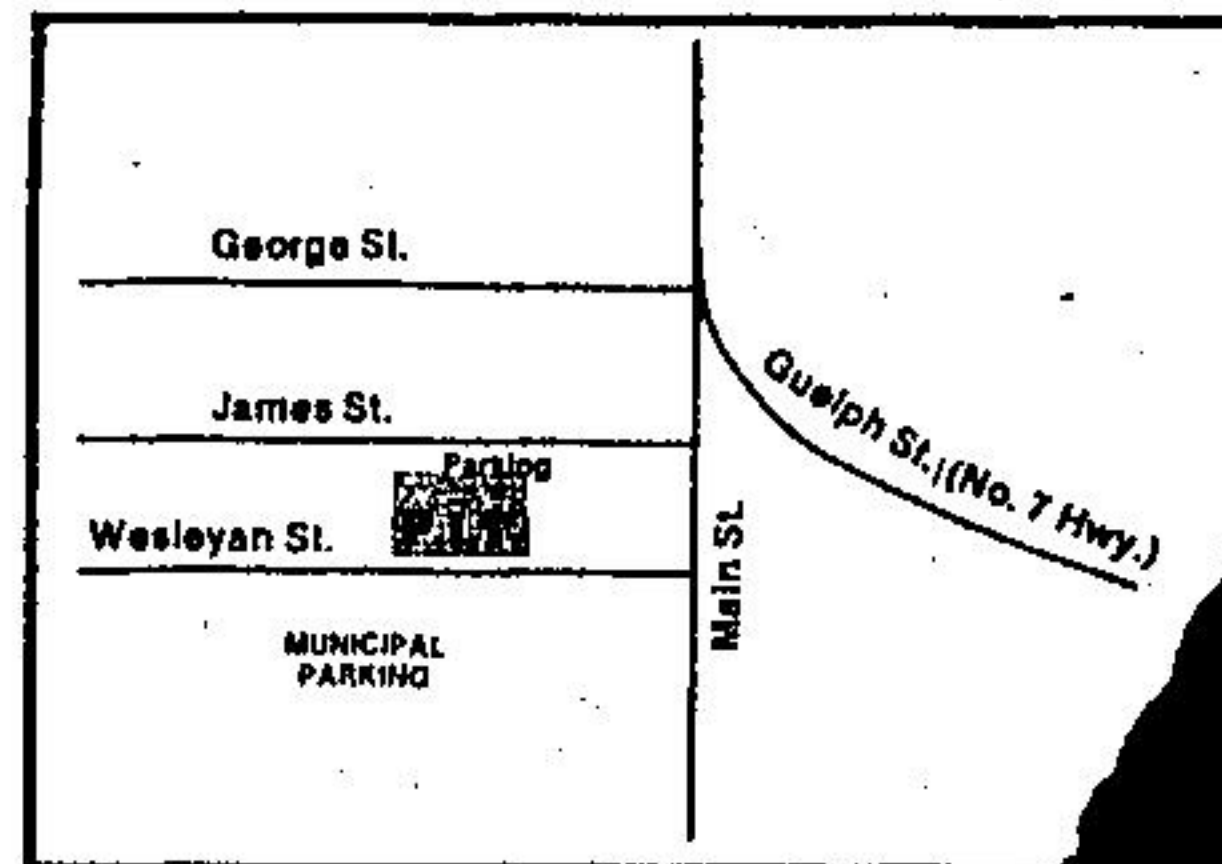 George St.
James St.
Parking
Wesleyan St.
MUNICIPAL
PARKING
Main St.
Guelph St. (No. 7 Hwy.)